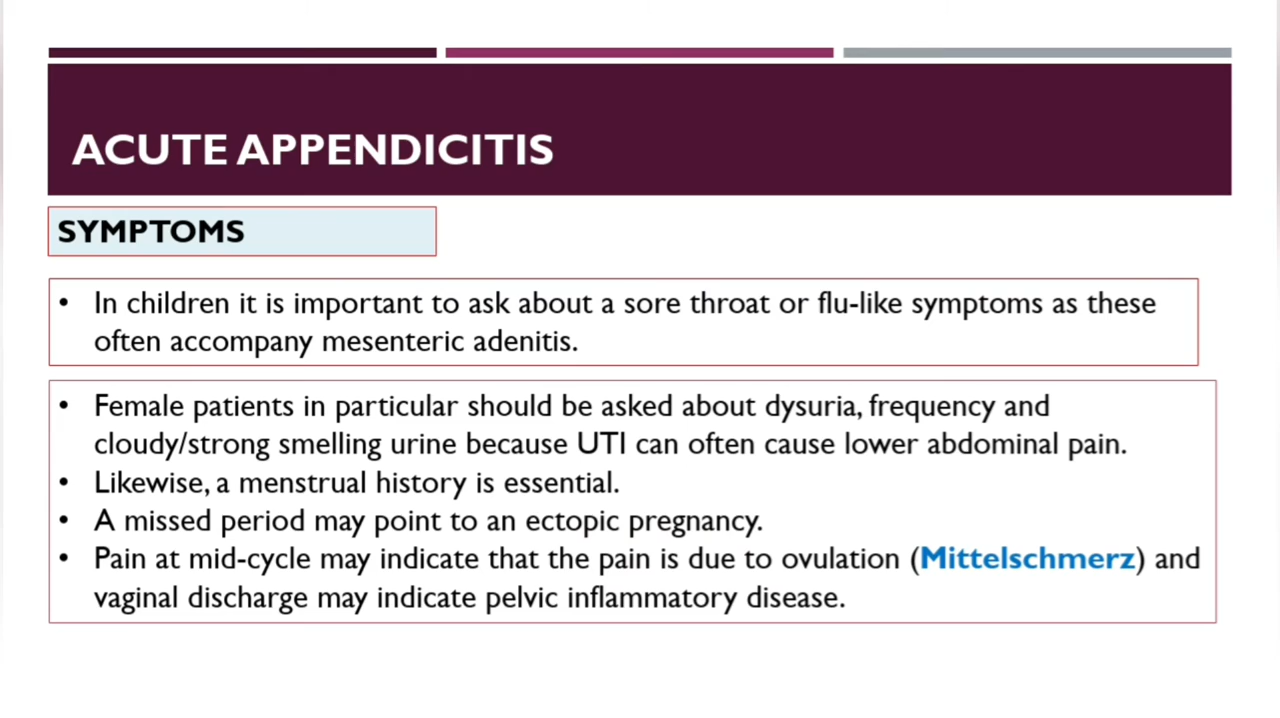 ACUTE APPENDICITIS
SYMPTOMS
• In children it is important to ask about a sore throat or flu-like symptoms as these
often accompany mesenteric adenitis.
• Female patients in particular should be asked about dysuria, frequency and
cloudy/strong smelling urine because UTI can often cause lower abdominal pain.
• Likewise, a menstrual history is essential.
• A missed period may point to an ectopic pregnancy.
• Pain at mid-cycle may indicate that the pain is due to ovulation (Mittelschmerz) and
vaginal discharge may indicate pelvic inflammatory disease.